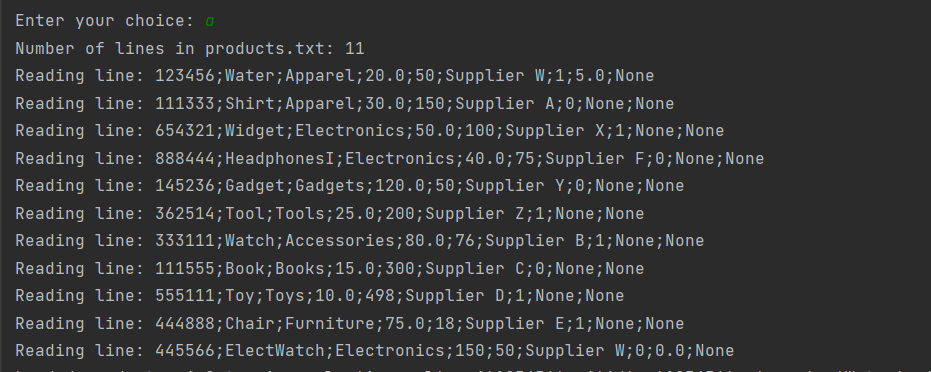 Enter your choice: a
Number of lines in products.txt: 11
Reading line: 123456;Water;Apparel;20.0;50;Supplier W;1;5.0;None
Reading line: 111333;Shirt;Apparel;30.0;150;Supplier A;0;None;None
Reading line: 654321;Widget;Electronics;50.0;100;Supplier X;1;None;None
Reading line: 888444;HeadphonesI;Electronics;40.0;75;Supplier F;0;None;None
Reading line: 145236;Gadget;Gadgets;120.0;50;Supplier Y;0;None;None
Reading line: 362514;Tool;Tools;25.0;200;Supplier Z;1;None;None
Reading line: 333111;Watch;Accessories;80.0;76;Supplier B;1;None;None
Reading line: 111555;Book;Books;15.0;300;Supplier C;0;None;None
Reading line: 555111;Toy;Toys;10.0;498;Supplier D;1;None;None
Reading line: 444888;Chair;Furniture;75.0;18;Supplier E;1;None;None
Reading line: 445566;ElectWatch;Electronics;150;50;Supplier W;0;0.0;None